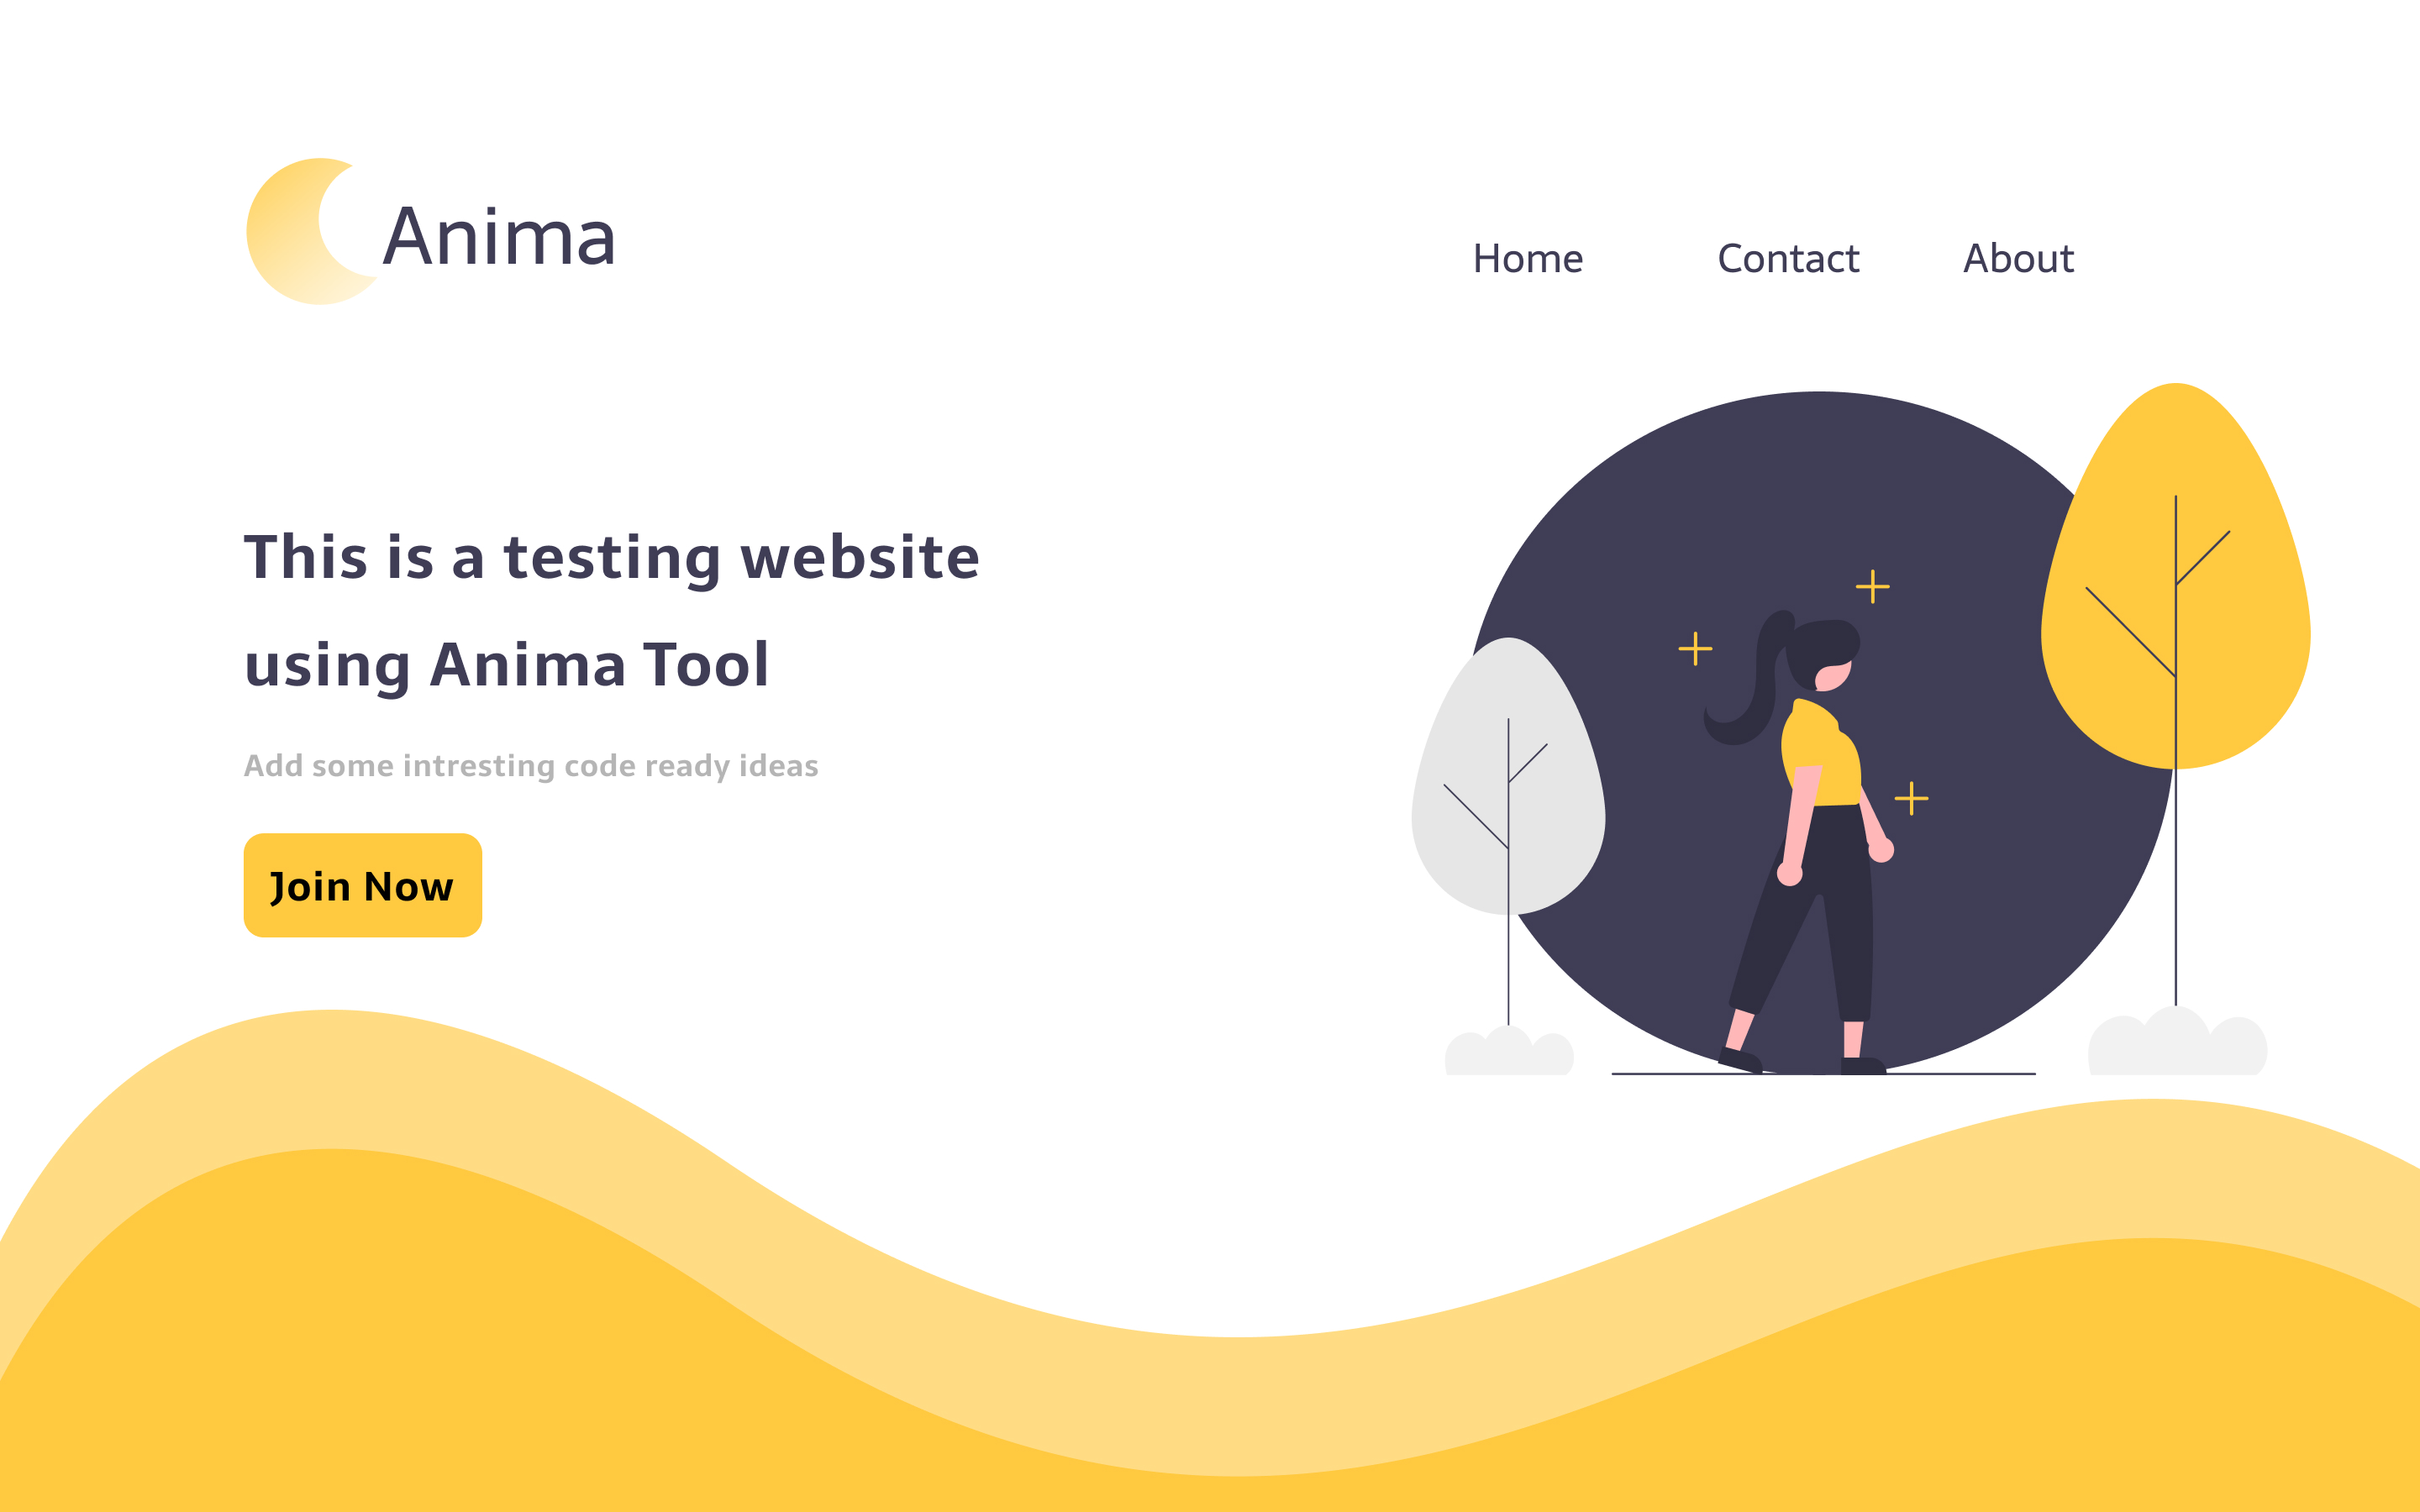 Anima
Home Contact About
This is a testing website
using Anima Tool
Add some intresting code ready ideas
Join Now